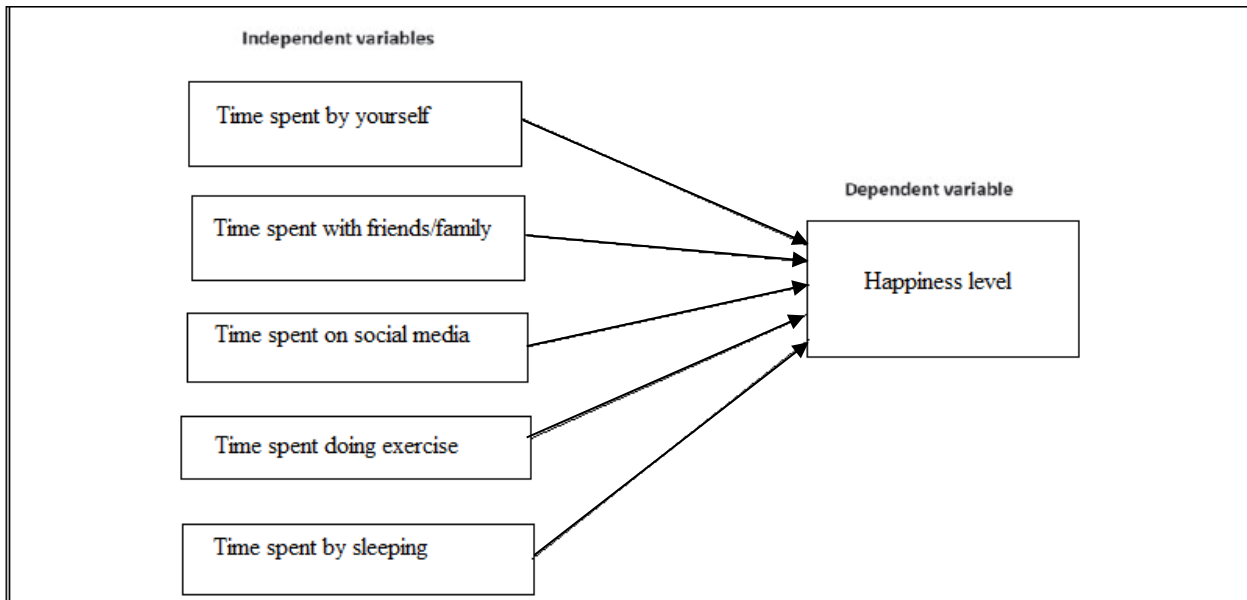 Independent variables
Time spent by yourself
Time spent with friends/family
Time spent on social media
Time spent doing exercise
Time spent by sleeping
Dependent variable
Happiness level